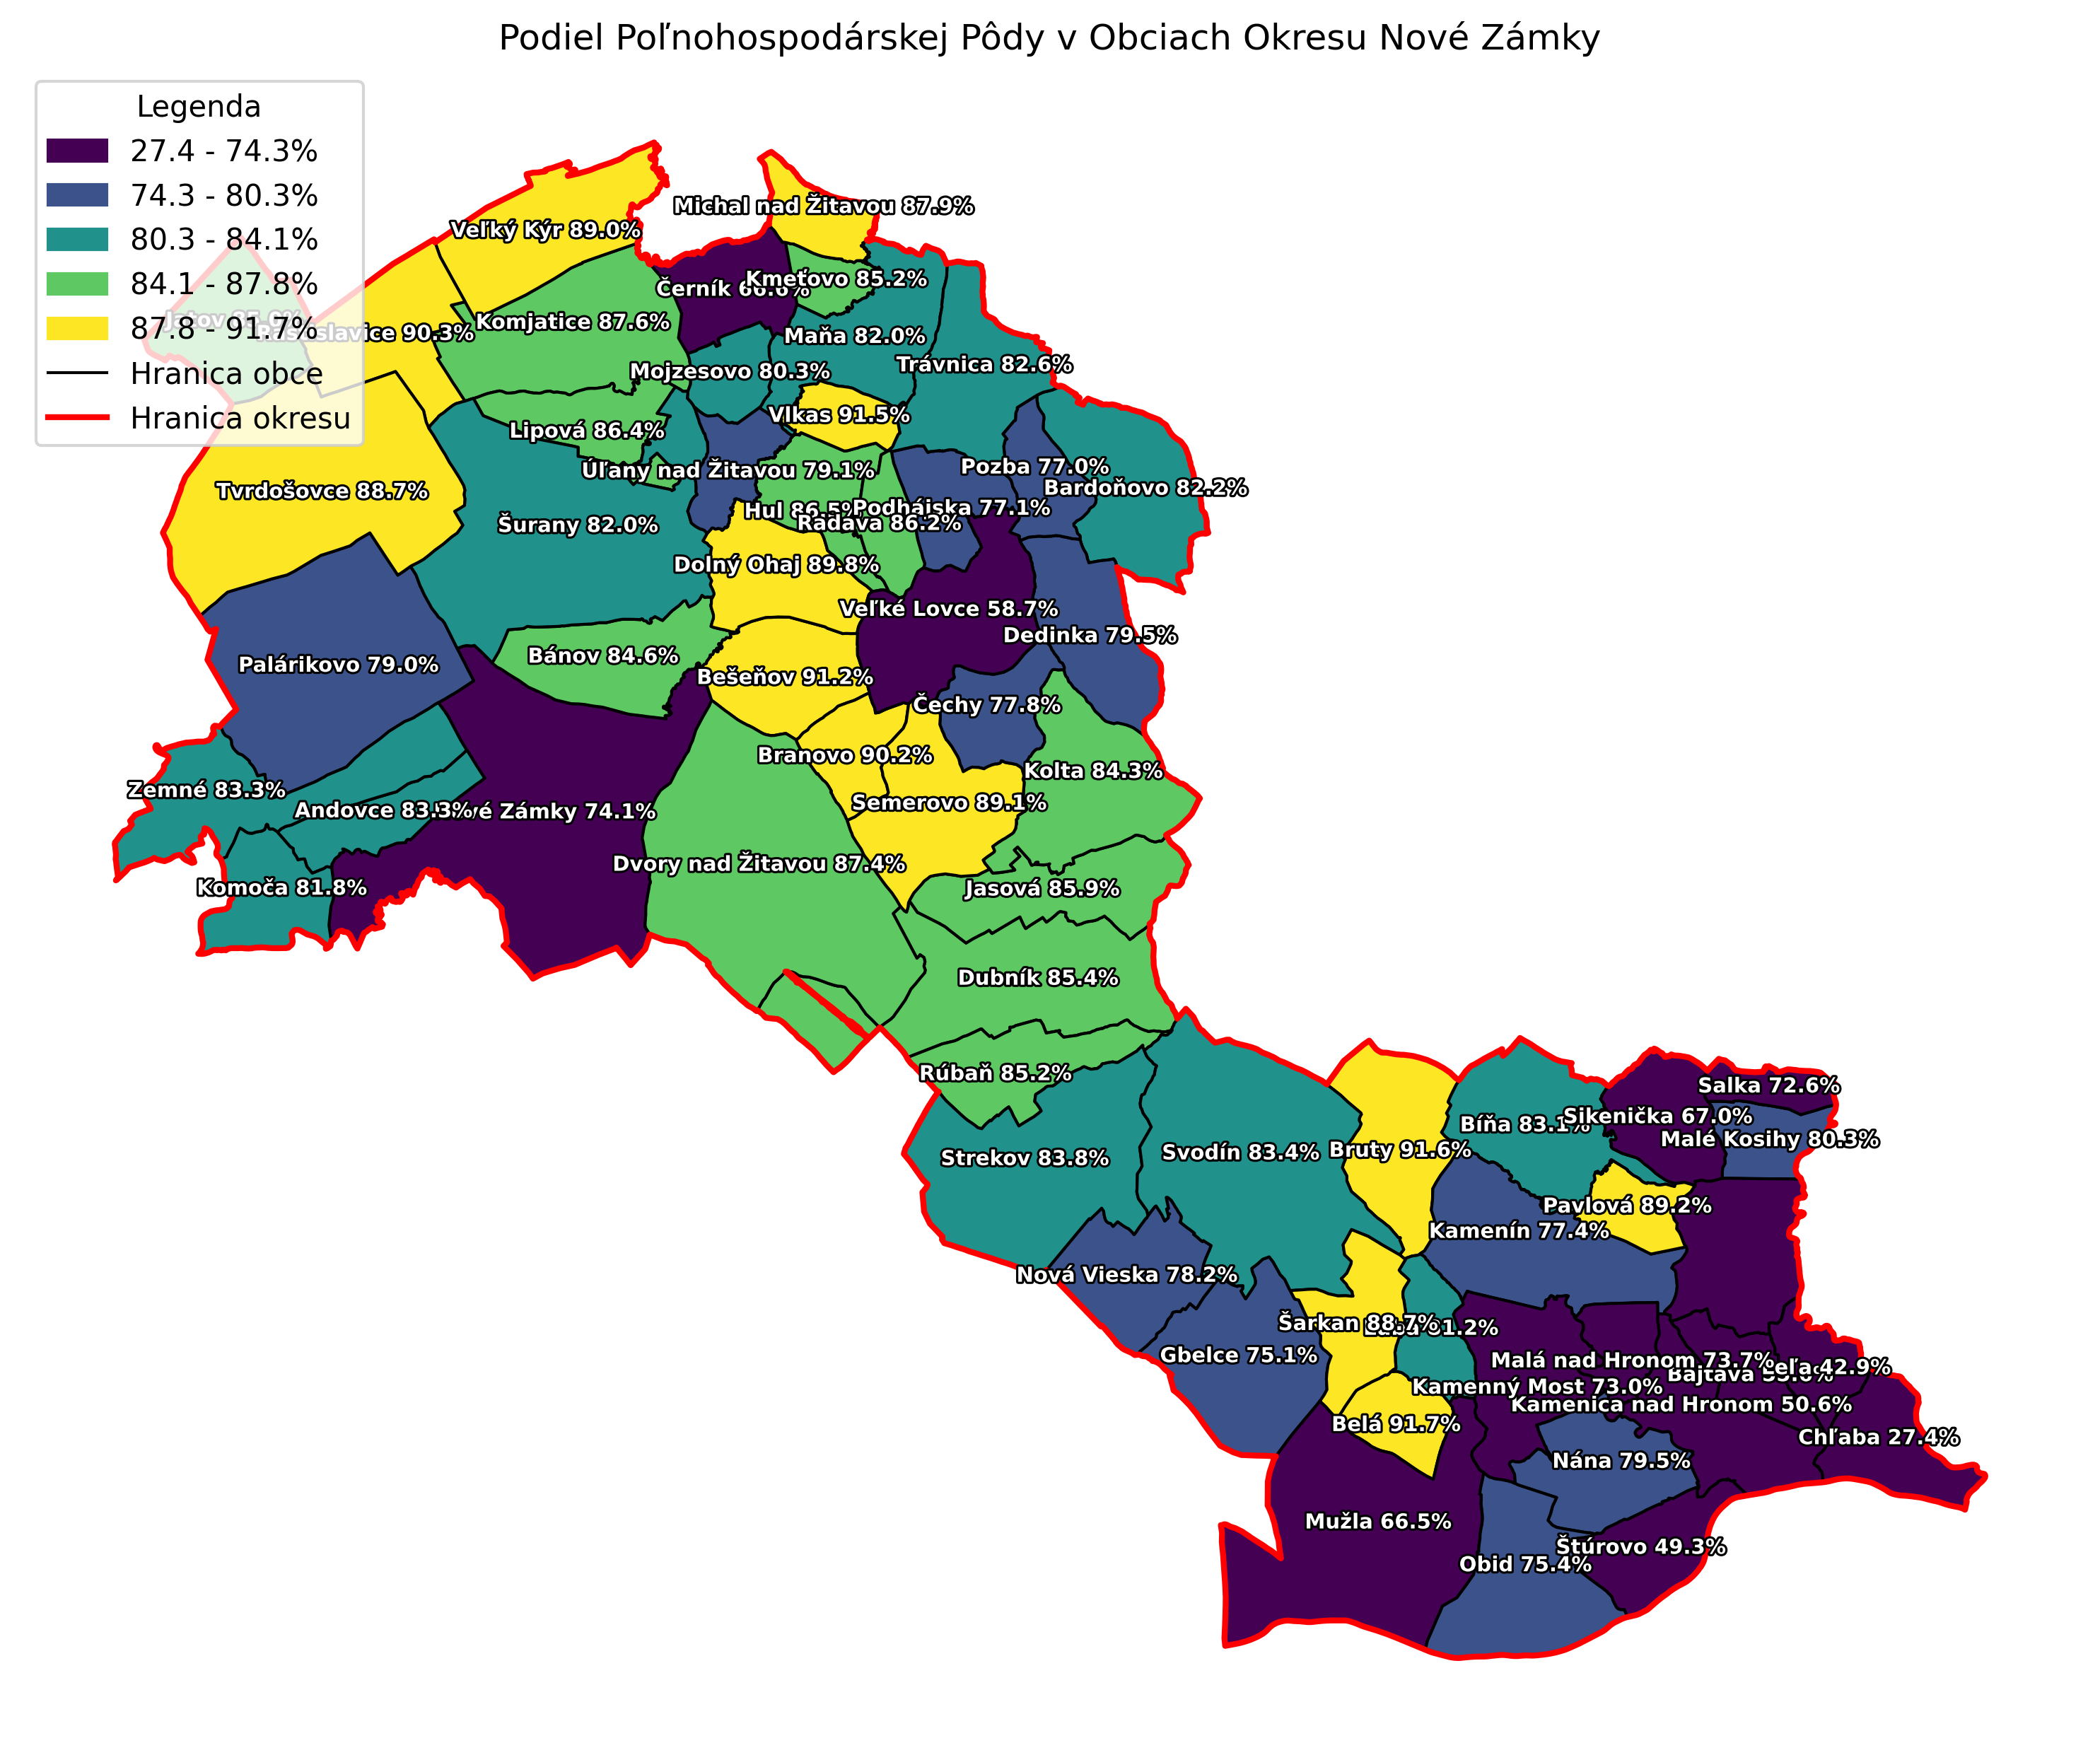 Podiel Poľnohospodárskej Pôdy v Obciach Okresu Nové Zámky
Legenda
27.4 - 74.3%
74.3 - 80.3%
80.3 - 84.1%
84.1 - 87.8%
87.8 - 91.7%
Hranica obce
Hranica okresu
Michal nad Žitavou 87.9%
Veľký Kýr 89.0%
Kmeťovo 85.2%
Černík 66.6%
Komjatice 87.6%
90.3%
Maňa 82.0%
Trávnica 82.6%
Mojzesovo 80.3%
Vlkas 91.5%
Lipová 86.4%
Pozba 77.0%
Úľany nad Žitavou 79.1%
Bardoňovo 82.2%
Tvrdošovce 88.7%
Podhájska 77.1%
Hul 86.5%
Radava 86.2%
Šurany 82.0%
Dolný Ohaj 89.8%
Veľké Lovce 58.7%
Dedinka 79.5%
Bánov 84.6%
Palárikovo 79.0%
Bešeňov 91.2%
Čechy 77.8%
Branovo 90.2%
Kolta 84.3%
Zemné 83.3%
Semerovo 89.1%
Andovce 83.3%
Zámky 74.1%
Dvory nad Žitavou 87.4%
Komoča 81.8%
Jasová 85.9%
Dubník 85.4%
Rúbaň 85.2%
Salka 72.6%
Sikenička 67.0%
Bíňa 83.1%
Malé Kosihy 80.3%
Bruty 91.6%
Svodín 83.4%
Strekov 83.8%
Pavlová 89.2%
Kamenín 77.4%
Nová Vieska 78.2%
Šarkan 88.7%
81.2%
Gbelce 75.1%
Malá nad Hronom 73.7%
Leľa 42.9%
Bajtava
Kamenný Most 73.0%
Kamenica nad Hronom 50.6%
Belá 91.7%
Chľaba 27.4%
Nána 79.5%
Mužla 66.5%
Štúrovo 49.3%
Obid 75.4%